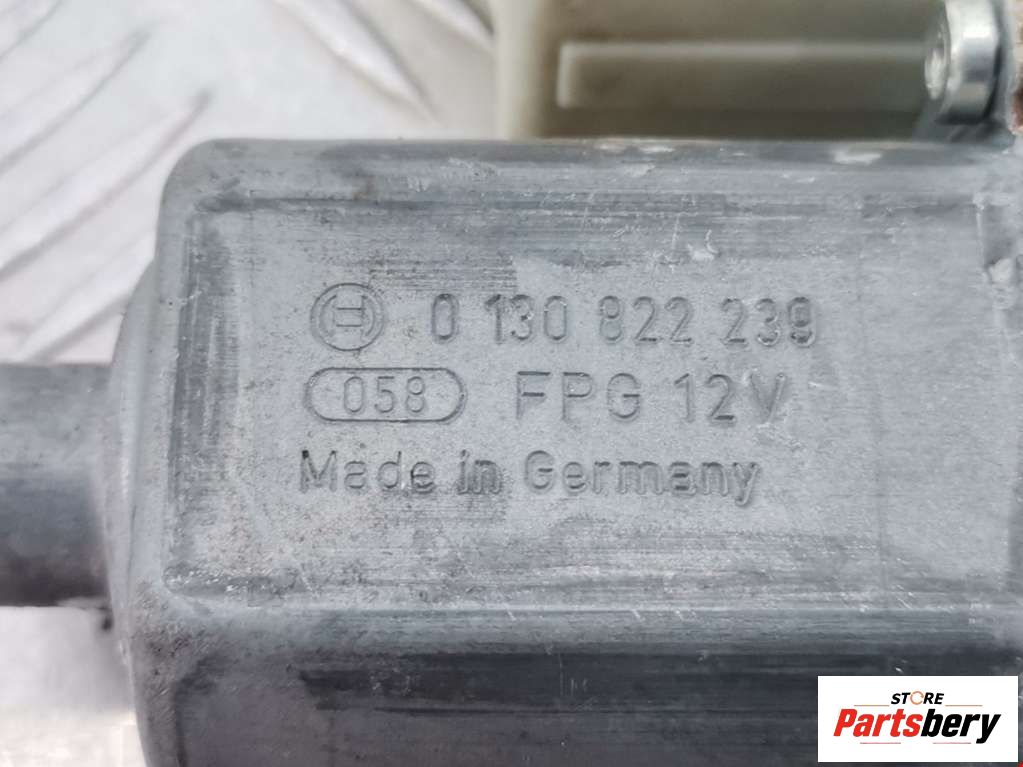 0 130 822 239
058 FPG 12V
Made in Germany
STORE
Partsbery